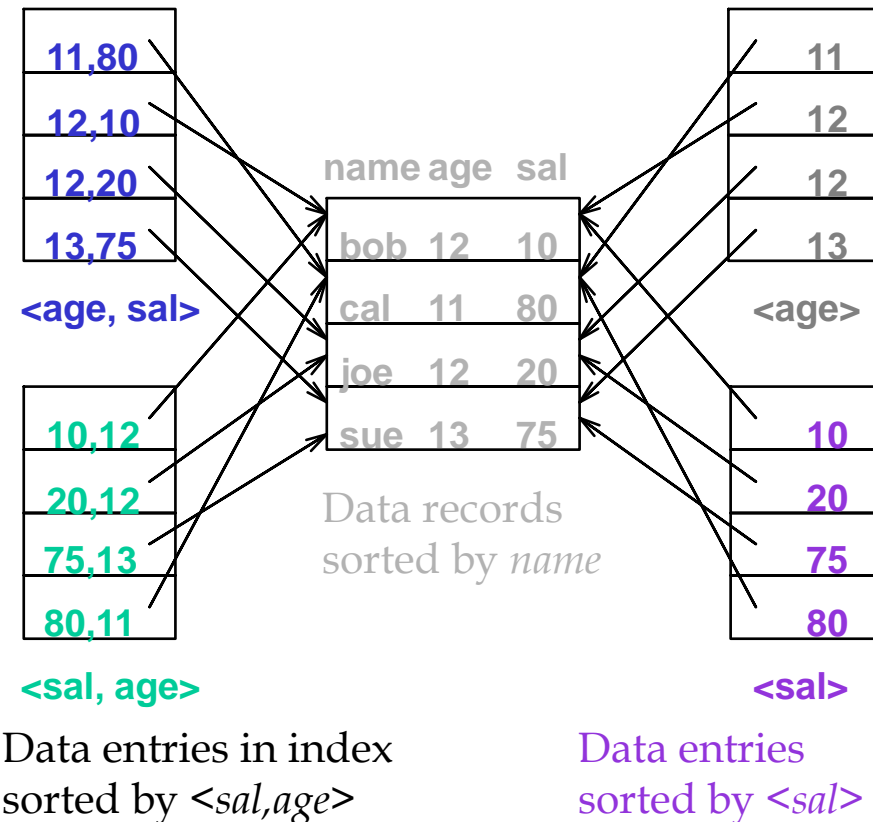 11,80
12,10
12,20
13,75
<age, sal>
10,12
20,12
75,13
80,11
<sal, age>
Data entries in index
sorted by <sal,age>
name age sal
bob 12 10
cal 11 80
joe 12 20
sue 13 75
Data records
sorted by name
11
12
12
13
<age>
10
20
75
80
<sal>
Data entries
sorted by <sal>